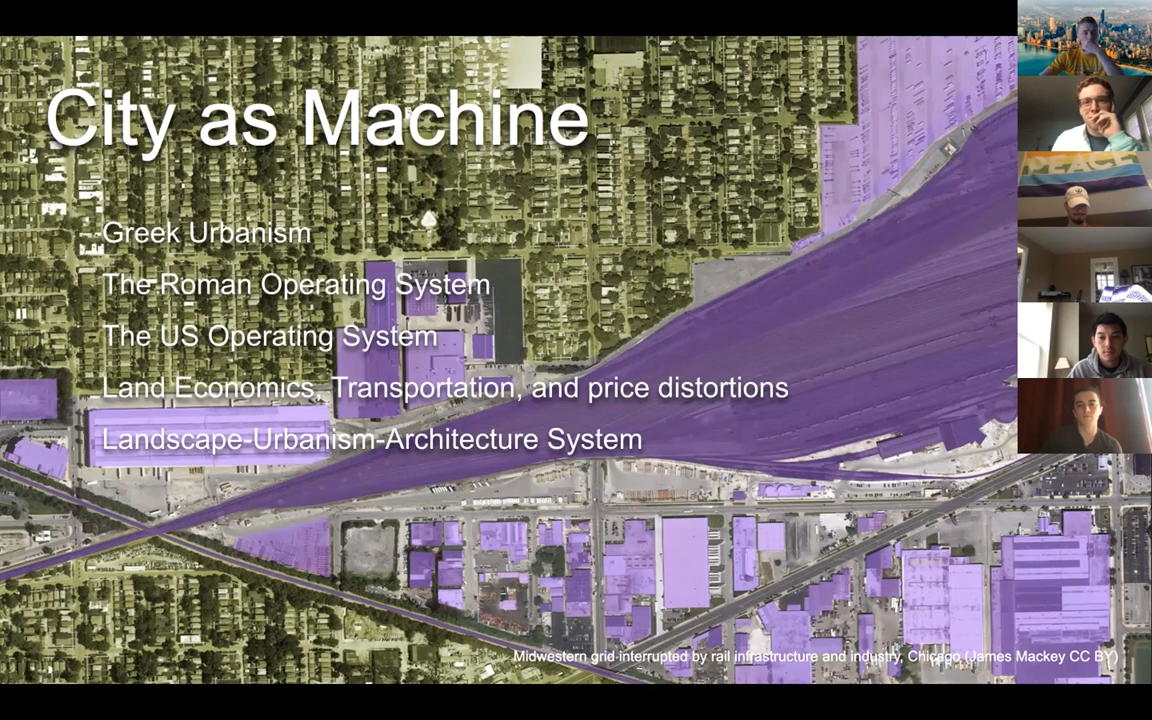 City as Machine
Greek Urbanism
The Roman Operating System
The US Operating System
Land Economics, Transportation, and price distortions
Landscape-Urbanism-Architecture System
Midwestern grid interrupted by rail infrastructure and industry, Chicago (James Mackey CC BY)
PEACE